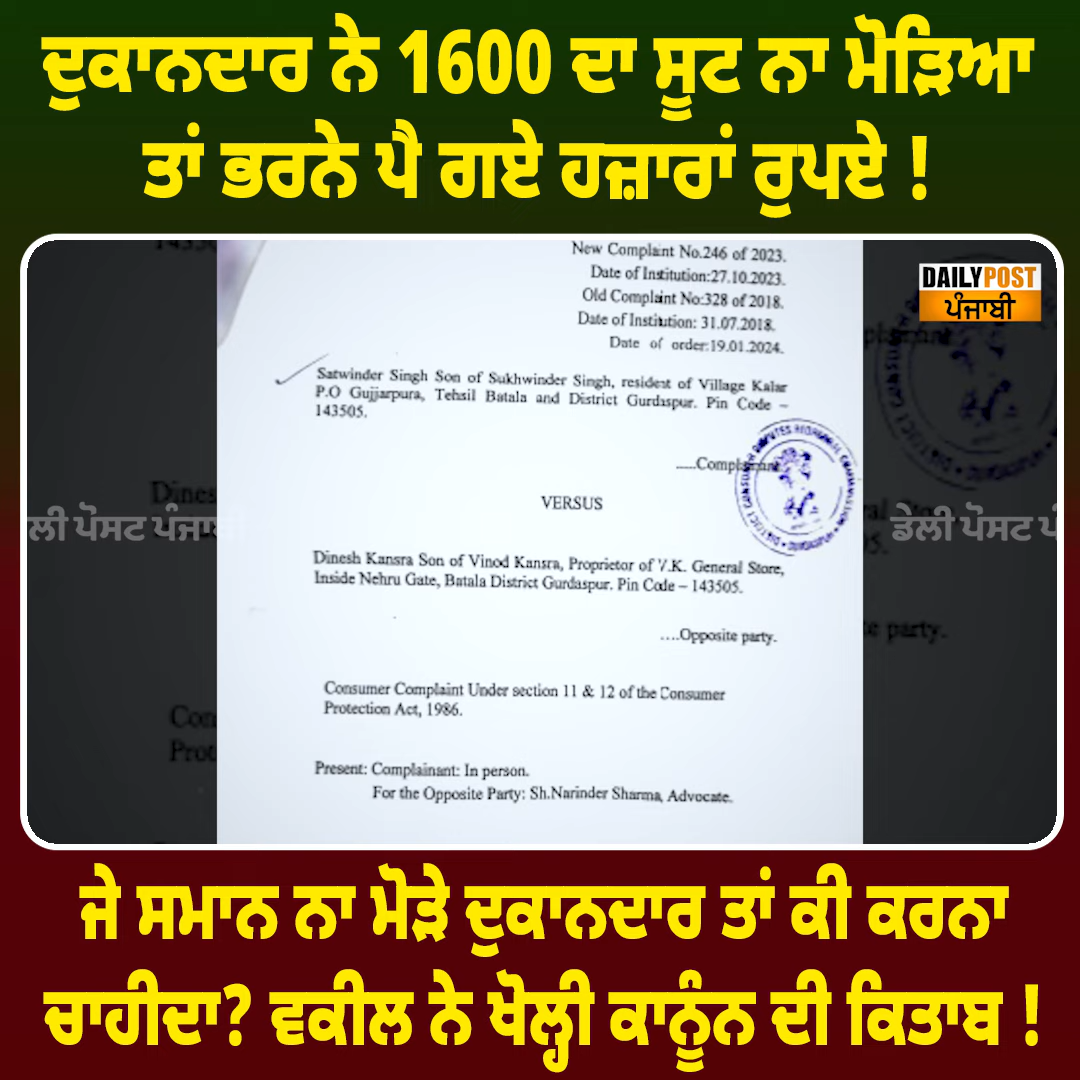 ਦੁਕਾਨਦਾਰ ਨੇ 1600 ਦਾ ਸੂਟ ਨਾ ਮੋੜਿਆ
ਤਾਂ ਭਰਨੇ ਪੈ ਗਏ ਹਜ਼ਾਰਾਂ ਰੁਪਏ !
DAILYPOST
ਪੰਜਾਬੀ
New Complaint No.246 of 2023.
Date of Institution:27.10.2023.
Old Complaint No:328 of 2018.
Date of Institution: 31.07.2018.
Date of order:19.01.2024.
Satwinder Singh Son of Sukhwinder Singh, resident of Village Kalar
P.O Gujjarpura, Tehsil Batala and District Gurdaspur. Pin Code –
143505.
.....Complainant
VERSUS
Dinesh Kansra Son of Vinod Kansra, Proprietor of V.K. General Store,
Inside Nehru Gate, Batala District Gurdaspur. Pin Code – 143505.
....Opposite party.
Consumer Complaint Under section 11 & 12 of the Consumer
Protection Act, 1986.
Present: Complainant: In person.
For the Opposite Party: Sh.Narinder Sharma, Advocate.
ਡੇਲੀ ਪੋਸਟ ਪੰਜਾਬੀ
ਜੇ ਸਮਾਨ ਨਾ ਮੋੜੇ ਦੁਕਾਨਦਾਰ ਤਾਂ ਕੀ ਕਰਨਾ
ਚਾਹੀਦਾ? ਵਕੀਲ ਨੇ ਖੋਲ੍ਹੀ ਕਾਨੂੰਨ ਦੀ ਕਿਤਾਬ !